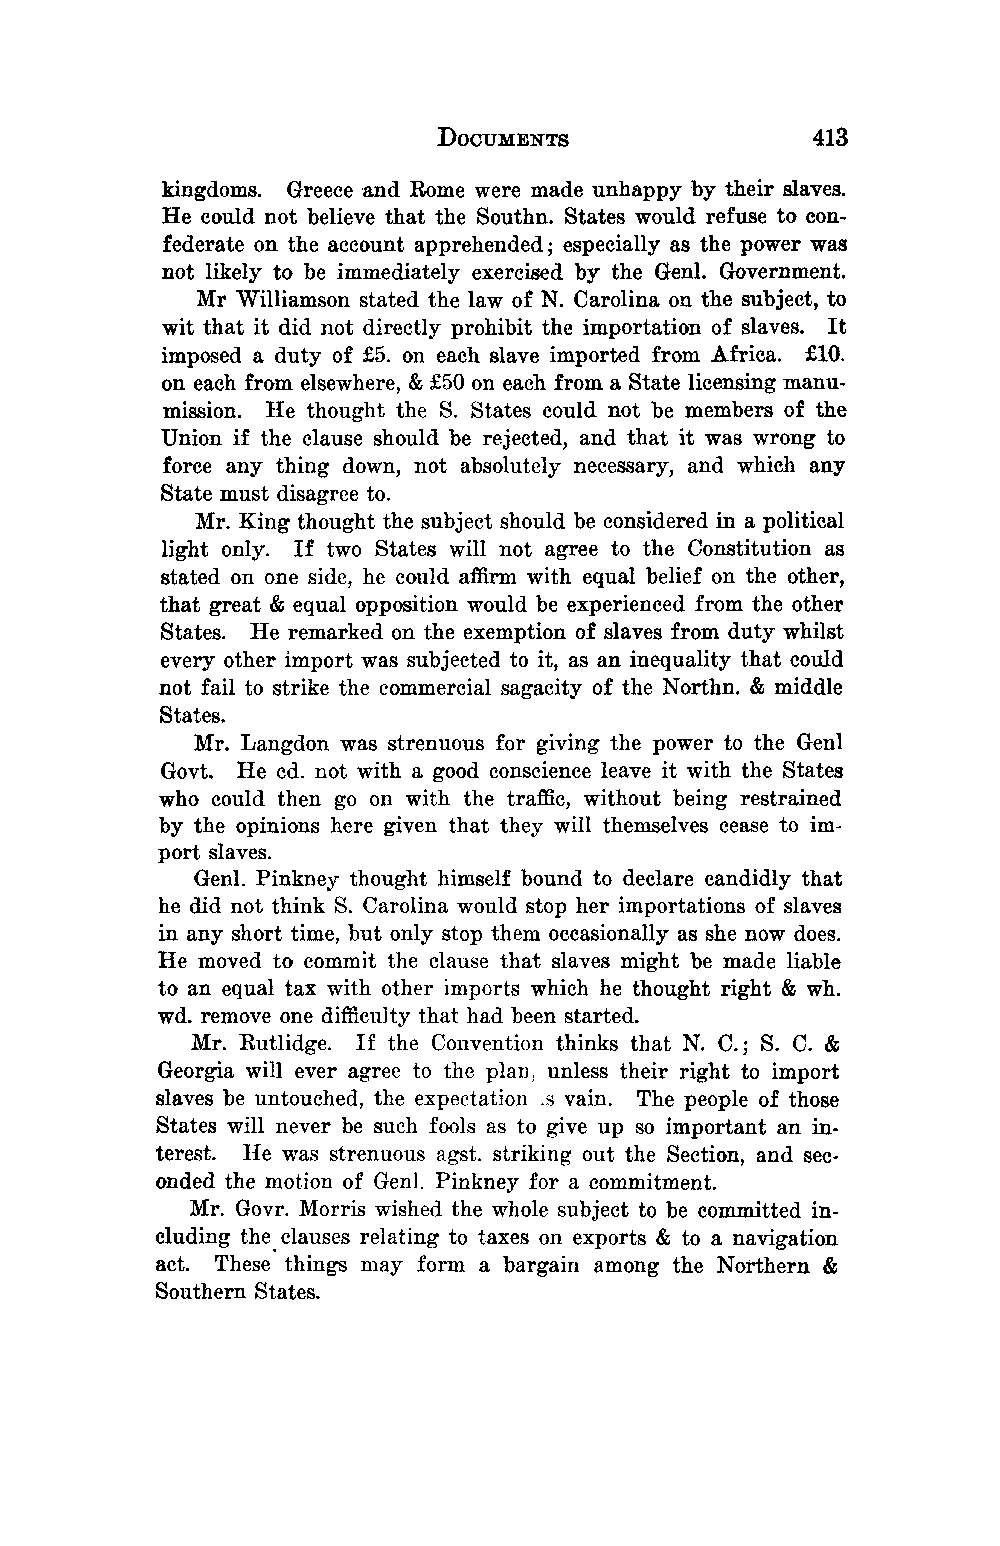 DOCUMENTS 413
kingdoms. Greece and Rome were made unhappy by their slaves.
He could not believe that the Southn. States would refuse to con-
federate on the account apprehended; especially as the power was
not likely to be immediately exercised by the Genl. Government.
Mr Williamson stated the law of N. Carolina on the subject, to
wit that it did not directly prohibit the importation of slaves. It
imposed a duty of £5. on each slave imported from Africa. £10.
on each from elsewhere, & £50 on each from a State licensing manu-
mission. He thought the S. States could not be members of the
Union if the clause should be rejected, and that it was wrong to
force any thing down, not absolutely necessary, and which any
State must disagree to.
Mr. King thought the subject should be considered in a political
light only. If two States will not agree to the Constitution as
stated on one side, he could affirm with equal belief on the other,
that great & equal opposition would be experienced from the other
States. He remarked on the exemption of slaves from duty whilst
every other import was subjected to it, as an inequality that could
not fail to strike the commercial sagacity of the Northn. & middle
States.
Mr. Langdon was strenuous for giving the power to the Genl
Govt. He cd. not with a good conscience leave it with the States
who could then go on with the traffic, without being restrained
by the opinions here given that they will themselves cease to im-
port slaves.
Genl. Pinkney thought himself bound to declare candidly that
he did not think S. Carolina would stop her importations of slaves
in any short time, but only stop them occasionally as she now does.
He moved to commit the clause that slaves might be made liable
to an equal tax with other imports which he thought right & wh.
wd. remove one difficulty that had been started.
Mr. Rutlidge. If the Convention thinks that N. C.; S. C. &
Georgia will ever agree to the plan, unless their right to import
slaves be untouched, the expectation .s vain. The people of those
States will never be such fools as to give up so important an in-
terest. He was strenuous agst. striking out the Section, and sec-
onded the motion of Genl. Pinkney for a commitment.
Mr. Govr. Morris wished the whole subject to be committed in-
cluding the clauses relating to taxes on exports & to a navigation
act. These things may form a bargain among the Northern &
Southern States.